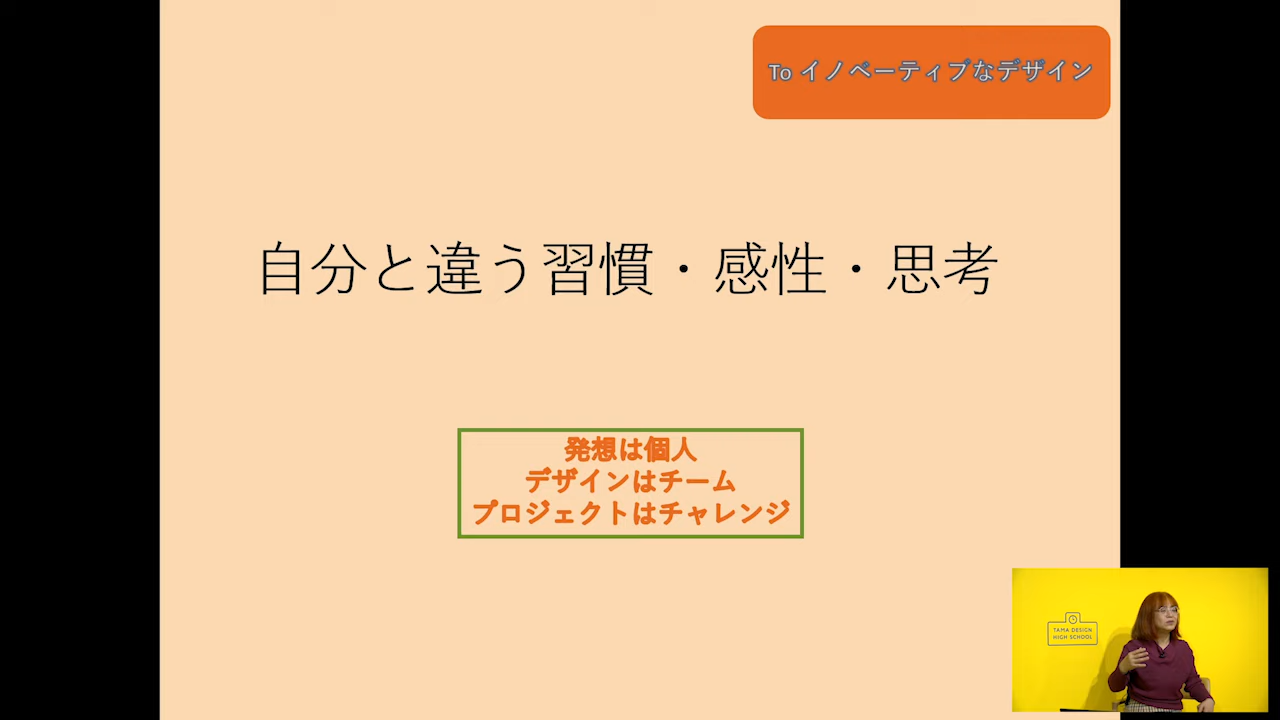 To イノベーティブなデザイン
自分と違う習慣・感性・思考
発想は個人
デザインはチーム
プロジェクトはチャレンジ
TAMA DESIGN
HIGH SCHOOL